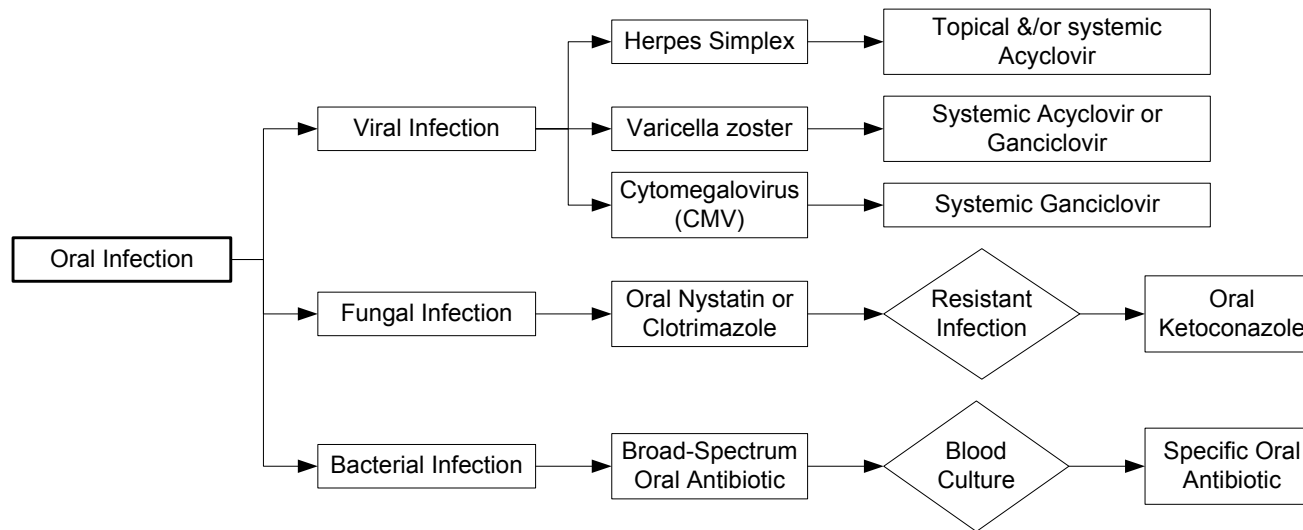 Herpes Simplex
Topical &/or systemic
Acyclovir
Viral Infection
Varicella zoster
Systemic Acyclovir or
Ganciclovir
Cytomegalovirus
(CMV)
Systemic Ganciclovir
Oral Infection
Fungal Infection
Oral Nystatin or
Clotrimazole
Resistant
Infection
Oral
Ketoconazole
Bacterial Infection
Broad-Spectrum
Oral Antibiotic
Blood
Culture
Specific Oral
Antibiotic